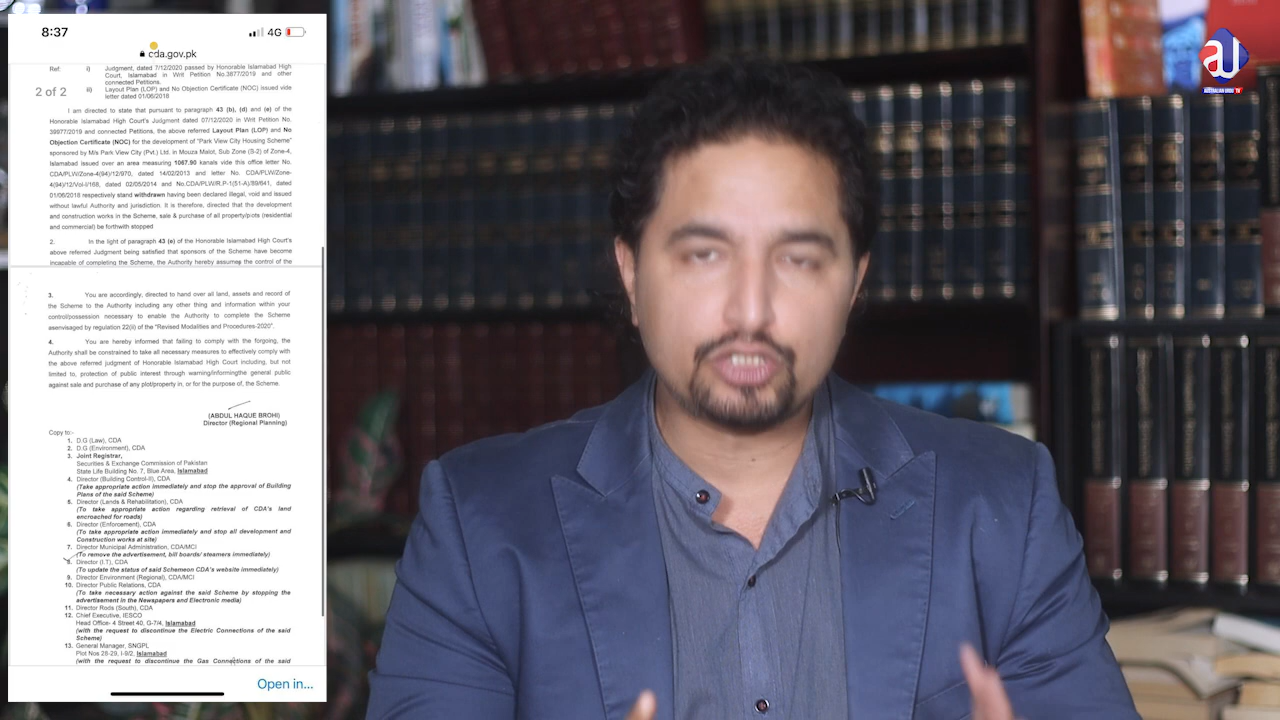 8:37
4G
cda.gov.pk
Ref: i) Judgment, dated 7/12/2020 passed by Honorable Islamabad High
Court, Islamabad in Writ Petition No.3877/2019 and other
connected Petitions.
2 of 2
ii) Layout Plan (LOP) and No Objection Certificate (NOC) issued vide
letter dated 01/06/2018
I am directed to state that pursuant to paragraph 43 (b), (d) and (e) of the
Honorable Islamabad High Court's Judgment dated 07/12/2020 in Writ Petition No.
39977/2019 and connected Petitions, the above referred Layout Plan (LOP) and No
Objection Certificate (NOC) for the development of "Park View City Housing Scheme"
sponsored by M/s Park View City (Pvt.) Ltd. in Mouza Malot, Sub Zone (S-2) of Zone-4,
Islamabad issued over an area measuring 1067.90 kanals vide this office letter No.
CDA/PLW/Zone-4(94)/12/970, dated 14/02/2013 and letter No. CDA/PLW/Zone-
4(94)/12/Vol-I/168, dated 02/05/2014 and No.CDA/PLW/R.P-1(51-A)/89/641, dated
01/06/2018 respectively stand withdrawn having been declared illegal, void and issued
without lawful Authority and jurisdiction. It is therefore, directed that the development
and construction works in the Scheme, sale & purchase of all property/plots (residential
and commercial) be forthwith stopped
2. In the light of paragraph 43 (e) of the Honorable Islamabad High Court's
above referred Judgment being satisfied that sponsors of the Scheme have become
incapable of completing the Scheme, the Authority hereby assumes the control of the
3. You are accordingly, directed to hand over all land, assets and record of
the Scheme to the Authority including any other thing and information within your
control/possession necessary to enable the Authority to complete the Scheme
asenvisaged by regulation 22(ii) of the "Revised Modalities and Procedures-2020".
4. You are hereby informed that failing to comply with the forgoing, the
Authority shall be constrained to take all necessary measures to effectively comply with
the above referred judgment of Honorable Islamabad High Court including, but not
limited to, protection of public interest through warning/informingthe general public
against sale and purchase of any plot/property in, or for the purpose of, the Scheme.
(ABDUL HAQUE BROHI)
Director (Regional Planning)
Copy to:-
1. D.G (Law), CDA
2. D.G (Environment), CDA
3. Joint Registrar,
Securities & Exchange Commission of Pakistan
State Life Building No. 7, Blue Area, Islamabad
4. Director (Building Control-II), CDA
(Take appropriate action immediately and stop the approval of Building
Plans of the said Scheme)
5. Director (Lands & Rehabilitation), CDA
(To take appropriate action regarding retrieval of CDA's land
encroached for roads)
6. Director (Enforcement), CDA
(To take appropriate action immediately and stop all development and
Construction works at site)
7. Director Municipal Administration, CDA/MCI
(To remove the advertisement, bill boards/ steamers immediately)
8. Director (I.T), CDA
(To update the status of said Schemeon CDA's website immediately)
9. Director Environment (Regional), CDA/MCI
10. Director Public Relations, CDA
(To take necessary action against the said Scheme by stopping the
advertisement in the Newspapers and Electronic media)
11. Director Rods (South), CDA
12. Chief Executive, IESCO
Head Office- 4 Street 40, G-7/4, Islamabad
(with the request to discontinue the Electric Connections of the said
Scheme)
13. General Manager, SNGPL
Plot Nos 28-29, I-9/2, Islamabad
(with the request to discontinue the Gas Connections of the said
Open in...
AUSTRALIAN URDU TV